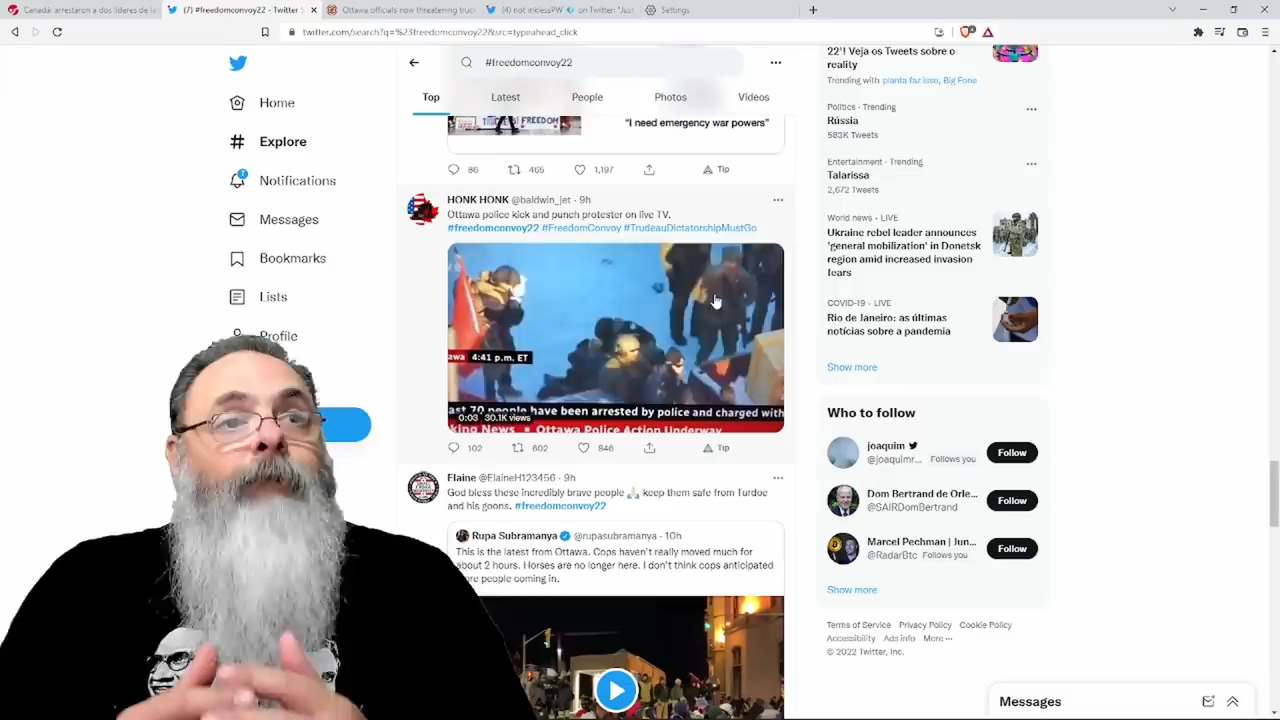 Canadá: arrestaron a dos líderes de l
(7) #freedomconvoy22 - Twitter S
Ottawa officials now threatening truck
(4) not inklessPW on Twitter: "Just
Settings
twitter.com/search?q=%23freedomconvoy22&src=typeahead_click
Home
Explore
7
Notifications
Messages
Bookmarks
Lists
Profile
#freedomconvoy22
Top
Latest
People
Photos
Videos
"I need emergency war powers"
86
465
1,197
Tip
HONK HONK @baldwin_jet · 9h
Ottawa police kick and punch protester on live TV.
#freedomconvoy22 #FreedomConvoy #TrudeauDictatorshipMustGo
awa 4:41 p.m. ET
ast 70 people have been arrested by police and charged with
0:03 30.1K views
king News • Ottawa Police Action Underway
102
602
846
Tip
Elaine @ElaineH123456 · 9h
God bless these incredibly brave people 🙏 keep them safe from Turdoe
and his goons. #freedomconvoy22
Rupa Subramanya @rupasubramanya · 10h
This is the latest from Ottawa. Cops haven't really moved much for
about 2 hours. Horses are no longer here. I don't think cops anticipated
ore people coming in.
22'! Veja os Tweets sobre o
reality
Trending with planta faz isso, Big Fone
Politics · Trending
Rússia
583K Tweets
Entertainment · Trending
Talarissa
2,672 Tweets
World news · LIVE
Ukraine rebel leader announces
'general mobilization' in Donetsk
region amid increased invasion
fears
COVID-19 · LIVE
Rio de Janeiro: as últimas
notícias sobre a pandemia
Show more
Who to follow
joaquim
@joaquimr... Follows you
Follow
Dom Bertrand de Orle...
@SAIRDomBertrand
Follow
Marcel Pechman | Jun...
@RadarBtc Follows you
Follow
Show more
Terms of Service Privacy Policy Cookie Policy
Accessibility Ads info More ···
© 2022 Twitter, Inc.
Messages